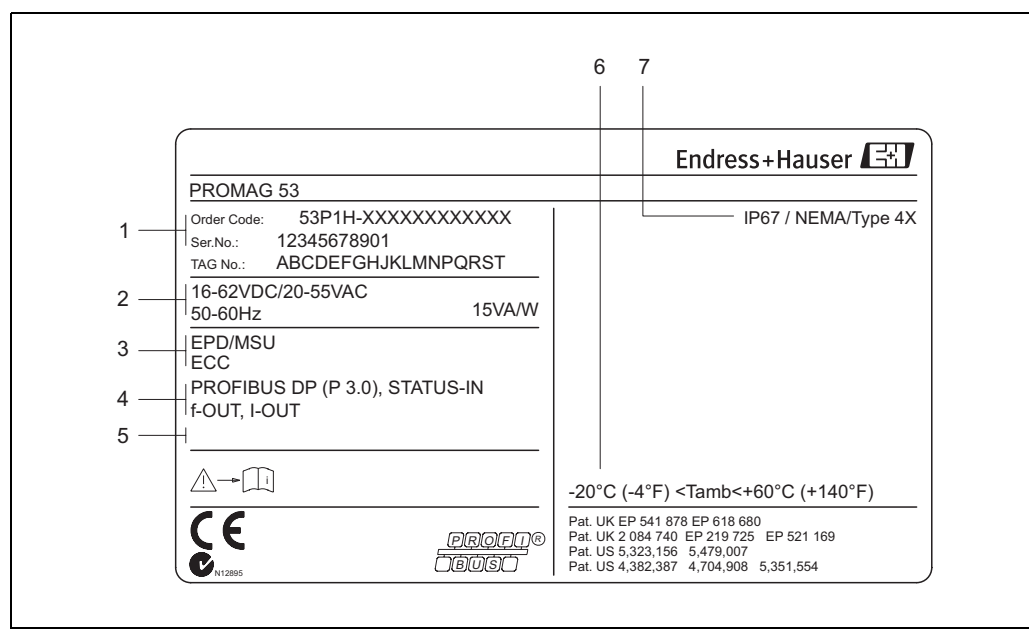 6 7
Endress+Hauser
PROMAG 53
1
Order Code: 53P1H-XXXXXXXXXXXX
Ser.No.: 12345678901
TAG No.: ABCDEFGHJKLMNPQRST
IP67 / NEMA/Type 4X
2
16-62VDC/20-55VAC
50-60Hz 15VA/W
3
EPD/MSU
ECC
4
PROFIBUS DP (P 3.0), STATUS-IN
f-OUT, I-OUT
5
i
-20°C (-4°F) <Tamb<+60°C (+140°F)
CE
N12895
PROFI®
BUS
Pat. UK EP 541 878 EP 618 680
Pat. UK 2 084 740 EP 219 725 EP 521 169
Pat. US 5,323,156 5,479,007
Pat. US 4,382,387 4,704,908 5,351,554